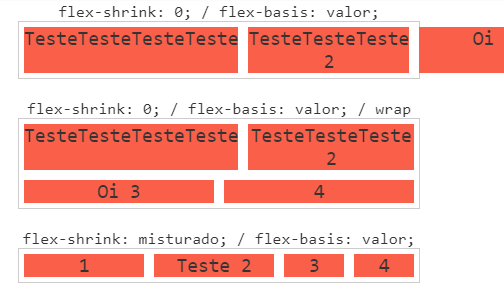 flex-shrink: 0; / flex-basis: valor;
TesteTesteTesteTeste TesteTesteTeste Oi
2
flex-shrink: 0; / flex-basis: valor; / wrap
TesteTesteTesteTeste TesteTesteTeste
2
Oi 3 4
flex-shrink: misturado; / flex-basis: valor;
1 Teste 2 3 4